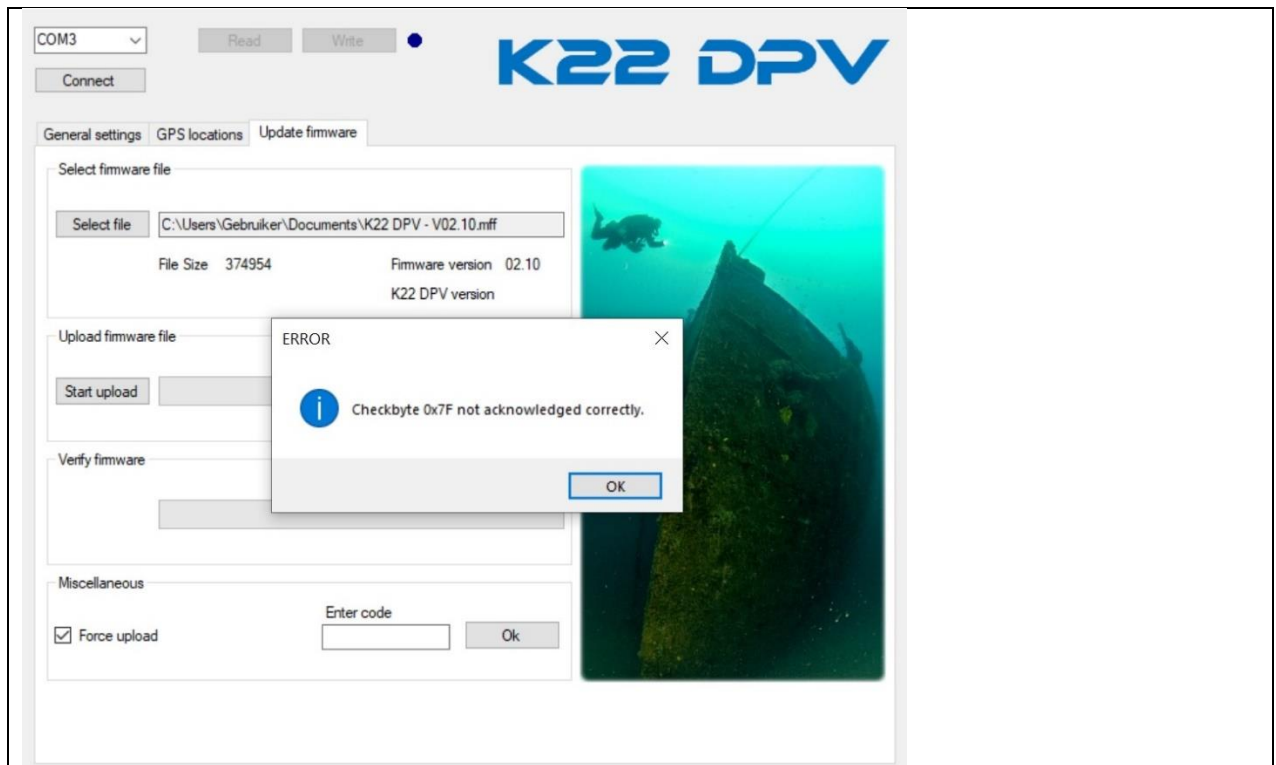 COM3 Read Write
K22 DPV
Connect
General settings GPS locations Update firmware
Select firmware file
Select file C:\Users\Gebruiker\Documents\K22 DPV - V02.10.mff
File Size 374954 Firmware version 02.10
K22 DPV version
Upload firmware file
Start upload
ERROR
Checkbyte 0x7F not acknowledged correctly.
OK
Verify firmware
Miscellaneous
Enter code
Force upload Ok